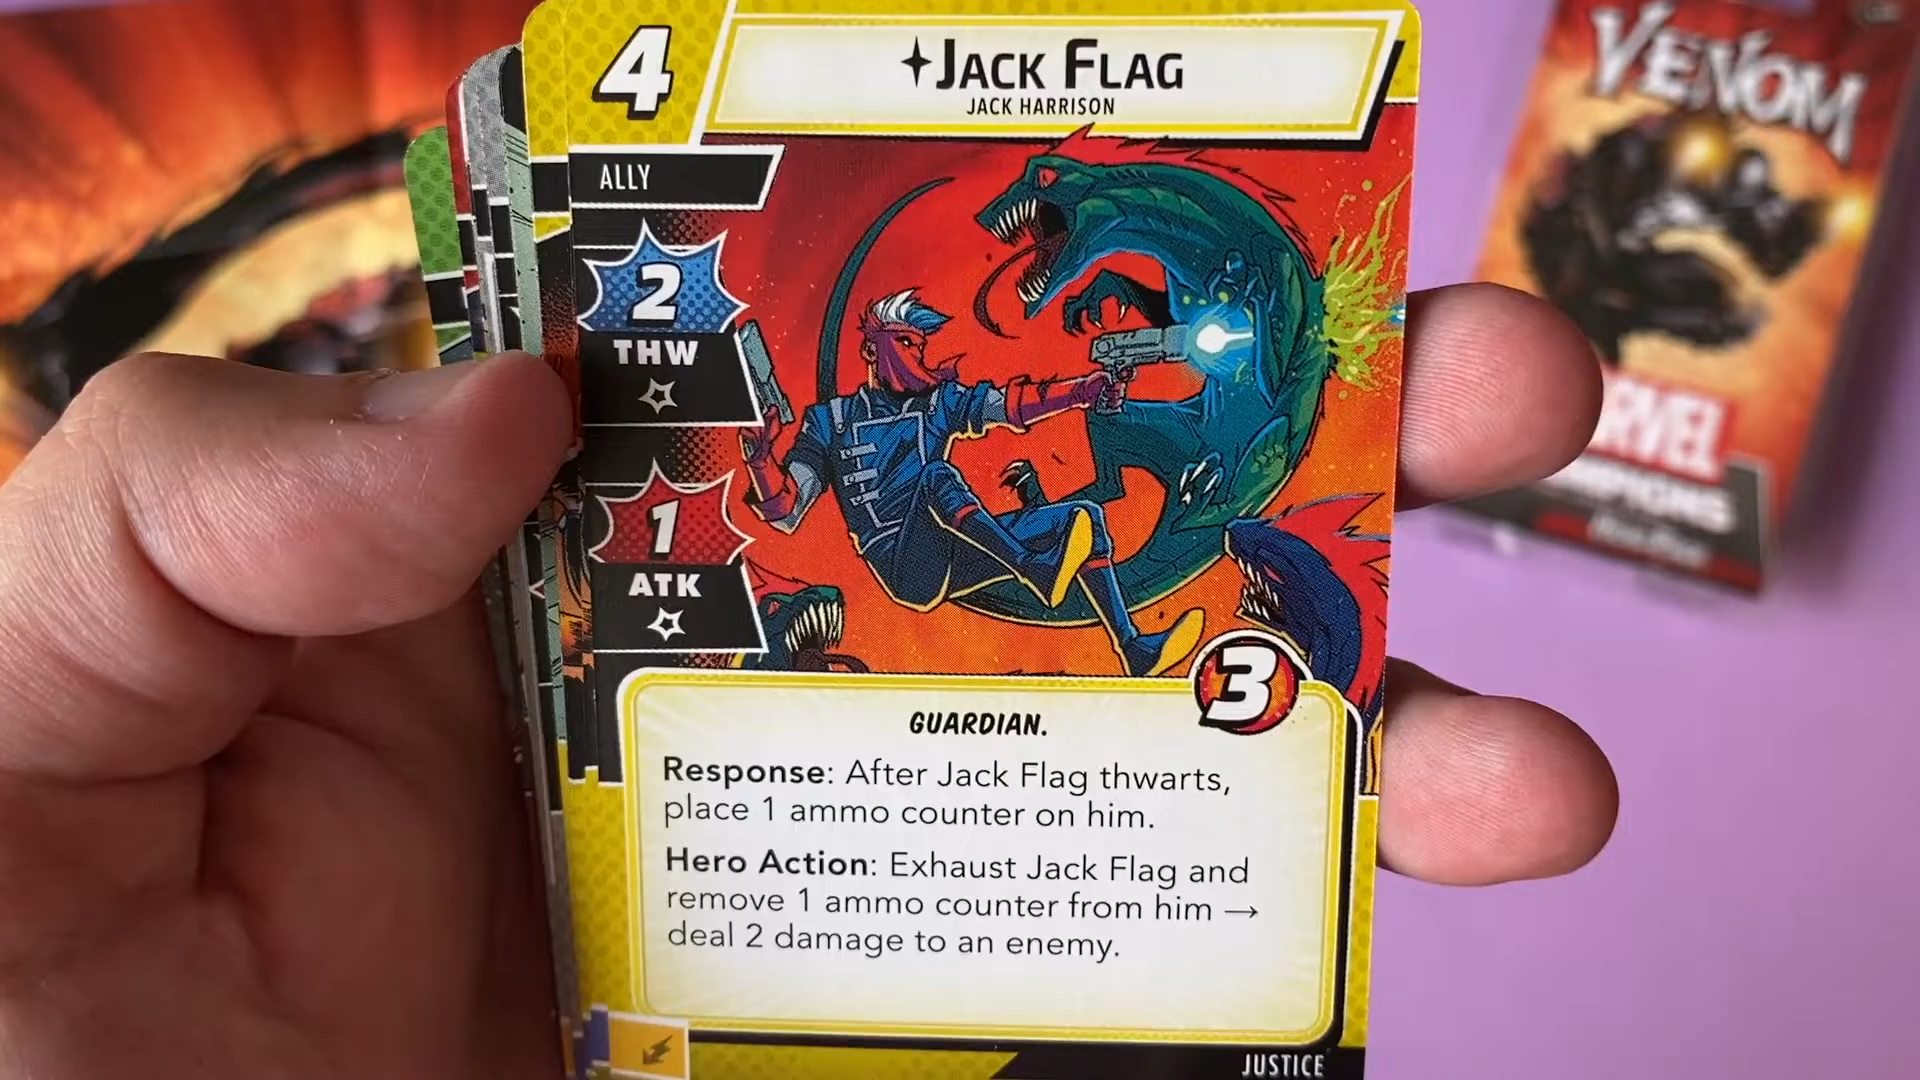 4
JACK FLAG
JACK HARRISON
ALLY
2
THW
1
ATK
3
GUARDIAN.
Response: After Jack Flag thwarts,
place 1 ammo counter on him.
Hero Action: Exhaust Jack Flag and
remove 1 ammo counter from him →
deal 2 damage to an enemy.
JUSTICE
VENOM